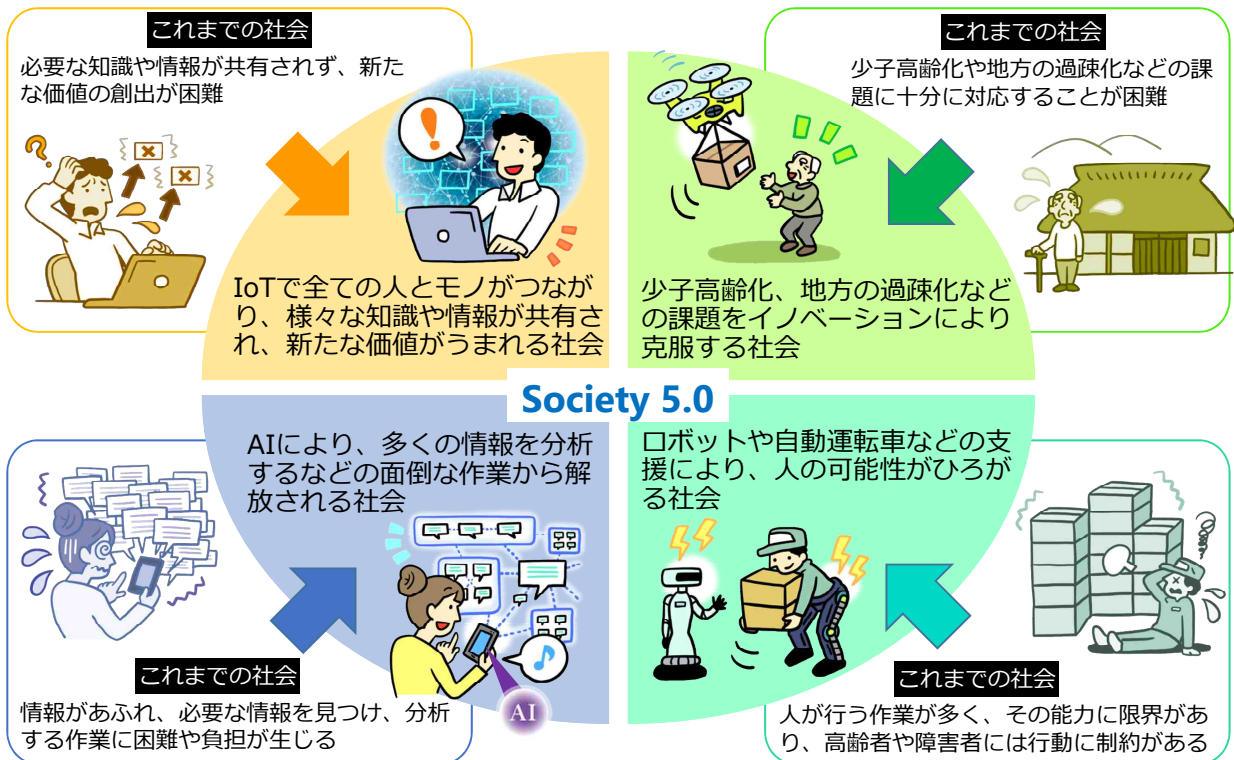 これまでの社会
必要な知識や情報が共有されず、新た
な価値の創出が困難
これまでの社会
少子高齢化や地方の過疎化などの課
題に十分に対応することが困難
IoTで全ての人とモノがつなが
り、様々な知識や情報が共有さ
れ、新たな価値がうまれる社会
少子高齢化、地方の過疎化など
の課題をイノベーションにより
克服する社会
Society 5.0
AIにより、多くの情報を分析
するなどの面倒な作業から解
放される社会
ロボットや自動運転車などの支
援により、人の可能性がひろが
る社会
AI
これまでの社会
情報があふれ、必要な情報を見つけ、分析
する作業に困難や負担が生じる
これまでの社会
人が行う作業が多く、その能力に限界があ
り、高齢者や障害者には行動に制約がある